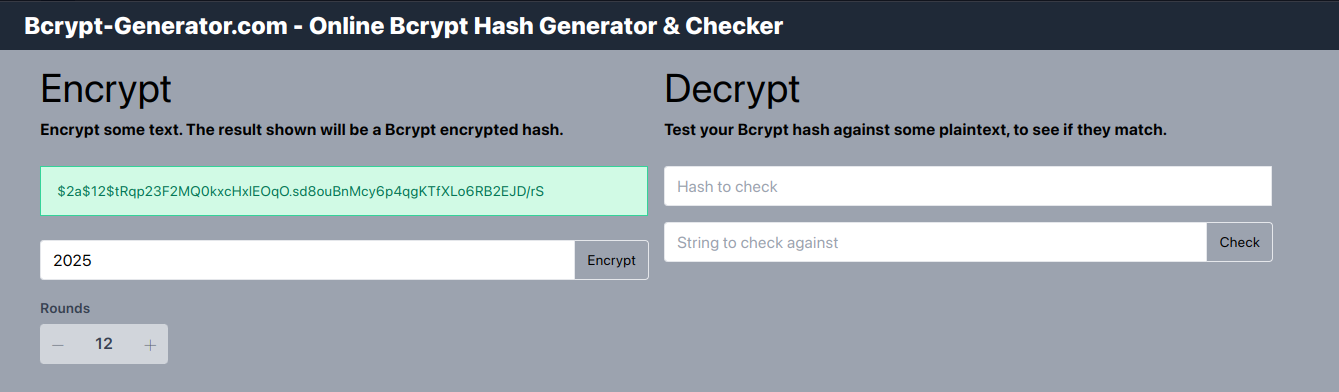 Bcrypt-Generator.com - Online Bcrypt Hash Generator & Checker
Encrypt
Encrypt some text. The result shown will be a Bcrypt encrypted hash.
$2a$12$tRqp23F2MQ0kxcHxlEOqO.sd8ouBnMcy6p4qgKTfXLo6RB2EJD/rS
2025
Encrypt
Rounds
12
Decrypt
Test your Bcrypt hash against some plaintext, to see if they match.
Hash to check
String to check against
Check